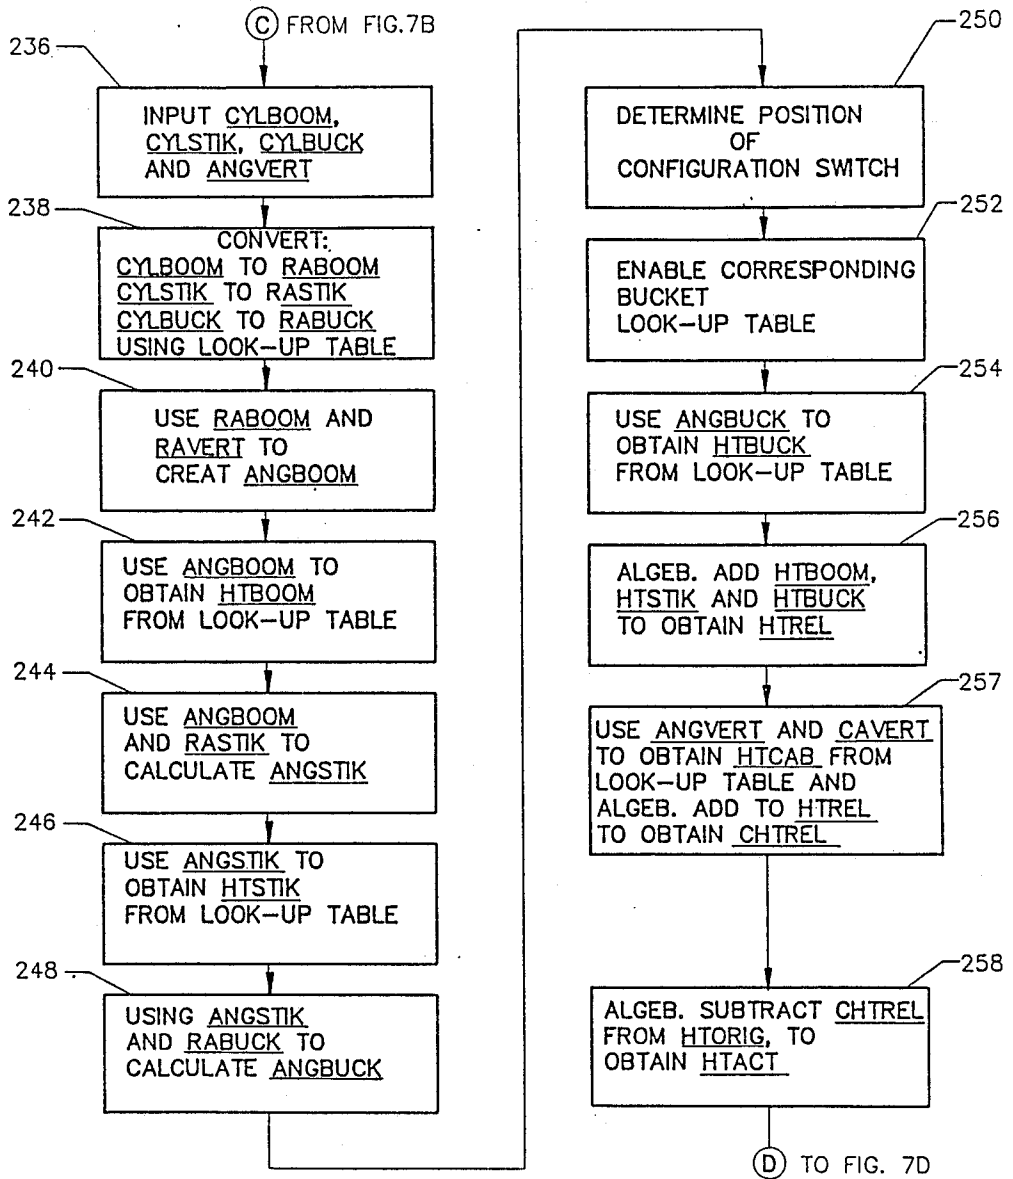 C FROM FIG.7B
236
INPUT CYLBOOM,
CYLSTIK, CYLBUCK
AND ANGVERT
238
CONVERT:
CYLBOOM TO RABOOM
CYLSTIK TO RASTIK
CYLBUCK TO RABUCK
USING LOOK-UP TABLE
240
USE RABOOM AND
RAVERT TO
CREAT ANGBOOM
242
USE ANGBOOM TO
OBTAIN HTBOOM
FROM LOOK-UP TABLE
244
USE ANGBOOM
AND RASTIK TO
CALCULATE ANGSTIK
246
USE ANGSTIK TO
OBTAIN HTSTIK
FROM LOOK-UP TABLE
248
USING ANGSTIK
AND RABUCK TO
CALCULATE ANGBUCK
250
DETERMINE POSITION
OF
CONFIGURATION SWITCH
252
ENABLE CORRESPONDING
BUCKET
LOOK-UP TABLE
254
USE ANGBUCK TO
OBTAIN HTBUCK
FROM LOOK-UP TABLE
256
ALGEB. ADD HTBOOM,
HTSTIK AND HTBUCK
TO OBTAIN HTREL
257
USE ANGVERT AND CAVERT
TO OBTAIN HTCAB FROM
LOOK-UP TABLE AND
ALGEB. ADD TO HTREL
TO OBTAIN CHTREL
258
ALGEB. SUBTRACT CHTREL
FROM HTORIG, TO
OBTAIN HTACT
D TO FIG. 7D